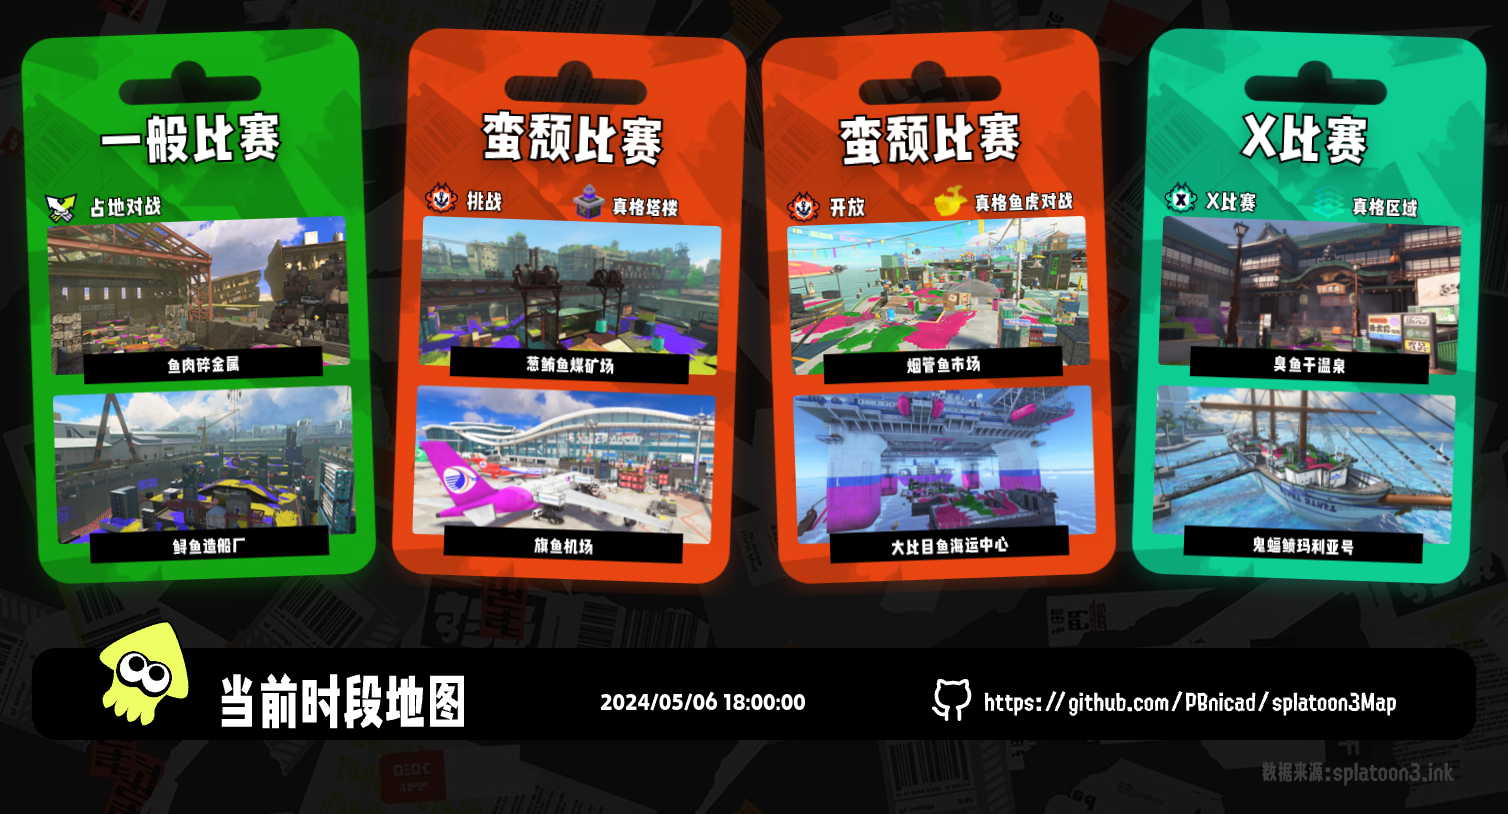 一般比赛
占地对战
鱼肉碎金属
鲟鱼造船厂
蛮颓比赛
挑战
真格塔楼
葱鲔鱼煤矿场
旗鱼机场
蛮颓比赛
开放
真格鱼虎对战
烟管鱼市场
大比目鱼海运中心
X比赛
X比赛
真格区域
臭鱼干温泉
鬼蝠鲼玛利亚号
当前时段地图
2024/05/06 18:00:00
https://github.com/PBnicad/splatoon3Map
数据来源:splatoon3.ink